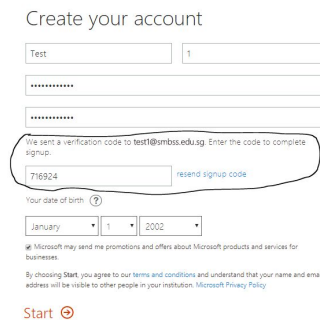 Create your account
Test 1
••••••••••••
••••••••••••
We sent a verification code to test1@smbss.edu.sg. Enter the code to complete
signup.
716924 resend signup code
Your date of birth ?
January 1 2002
Microsoft may send me promotions and offers about Microsoft products and services for
businesses.
By choosing Start, you agree to our terms and conditions and understand that your name and ema
address will be visible to other people in your institution. Microsoft Privacy Policy
Start